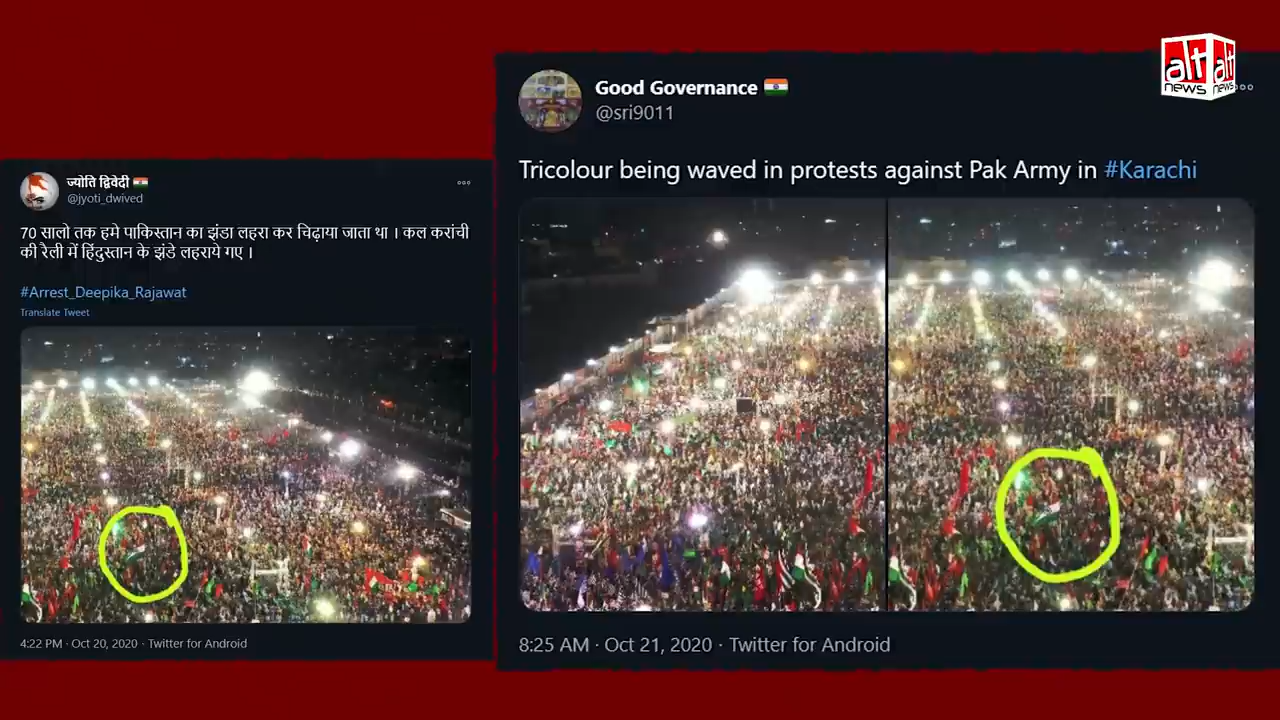 ज्योति द्विवेदी
@jyoti_dwived
70 सालो तक हमे पाकिस्तान का झंडा लहरा कर चिढ़ाया जाता था । कल करांची
की रैली में हिंदुस्तान के झंडे लहराये गए ।
#Arrest_Deepika_Rajawat
Translate Tweet
4:22 PM · Oct 20, 2020 · Twitter for Android
Good Governance
@sri9011
Tricolour being waved in protests against Pak Army in #Karachi
8:25 AM · Oct 21, 2020 · Twitter for Android
alt alt
news news